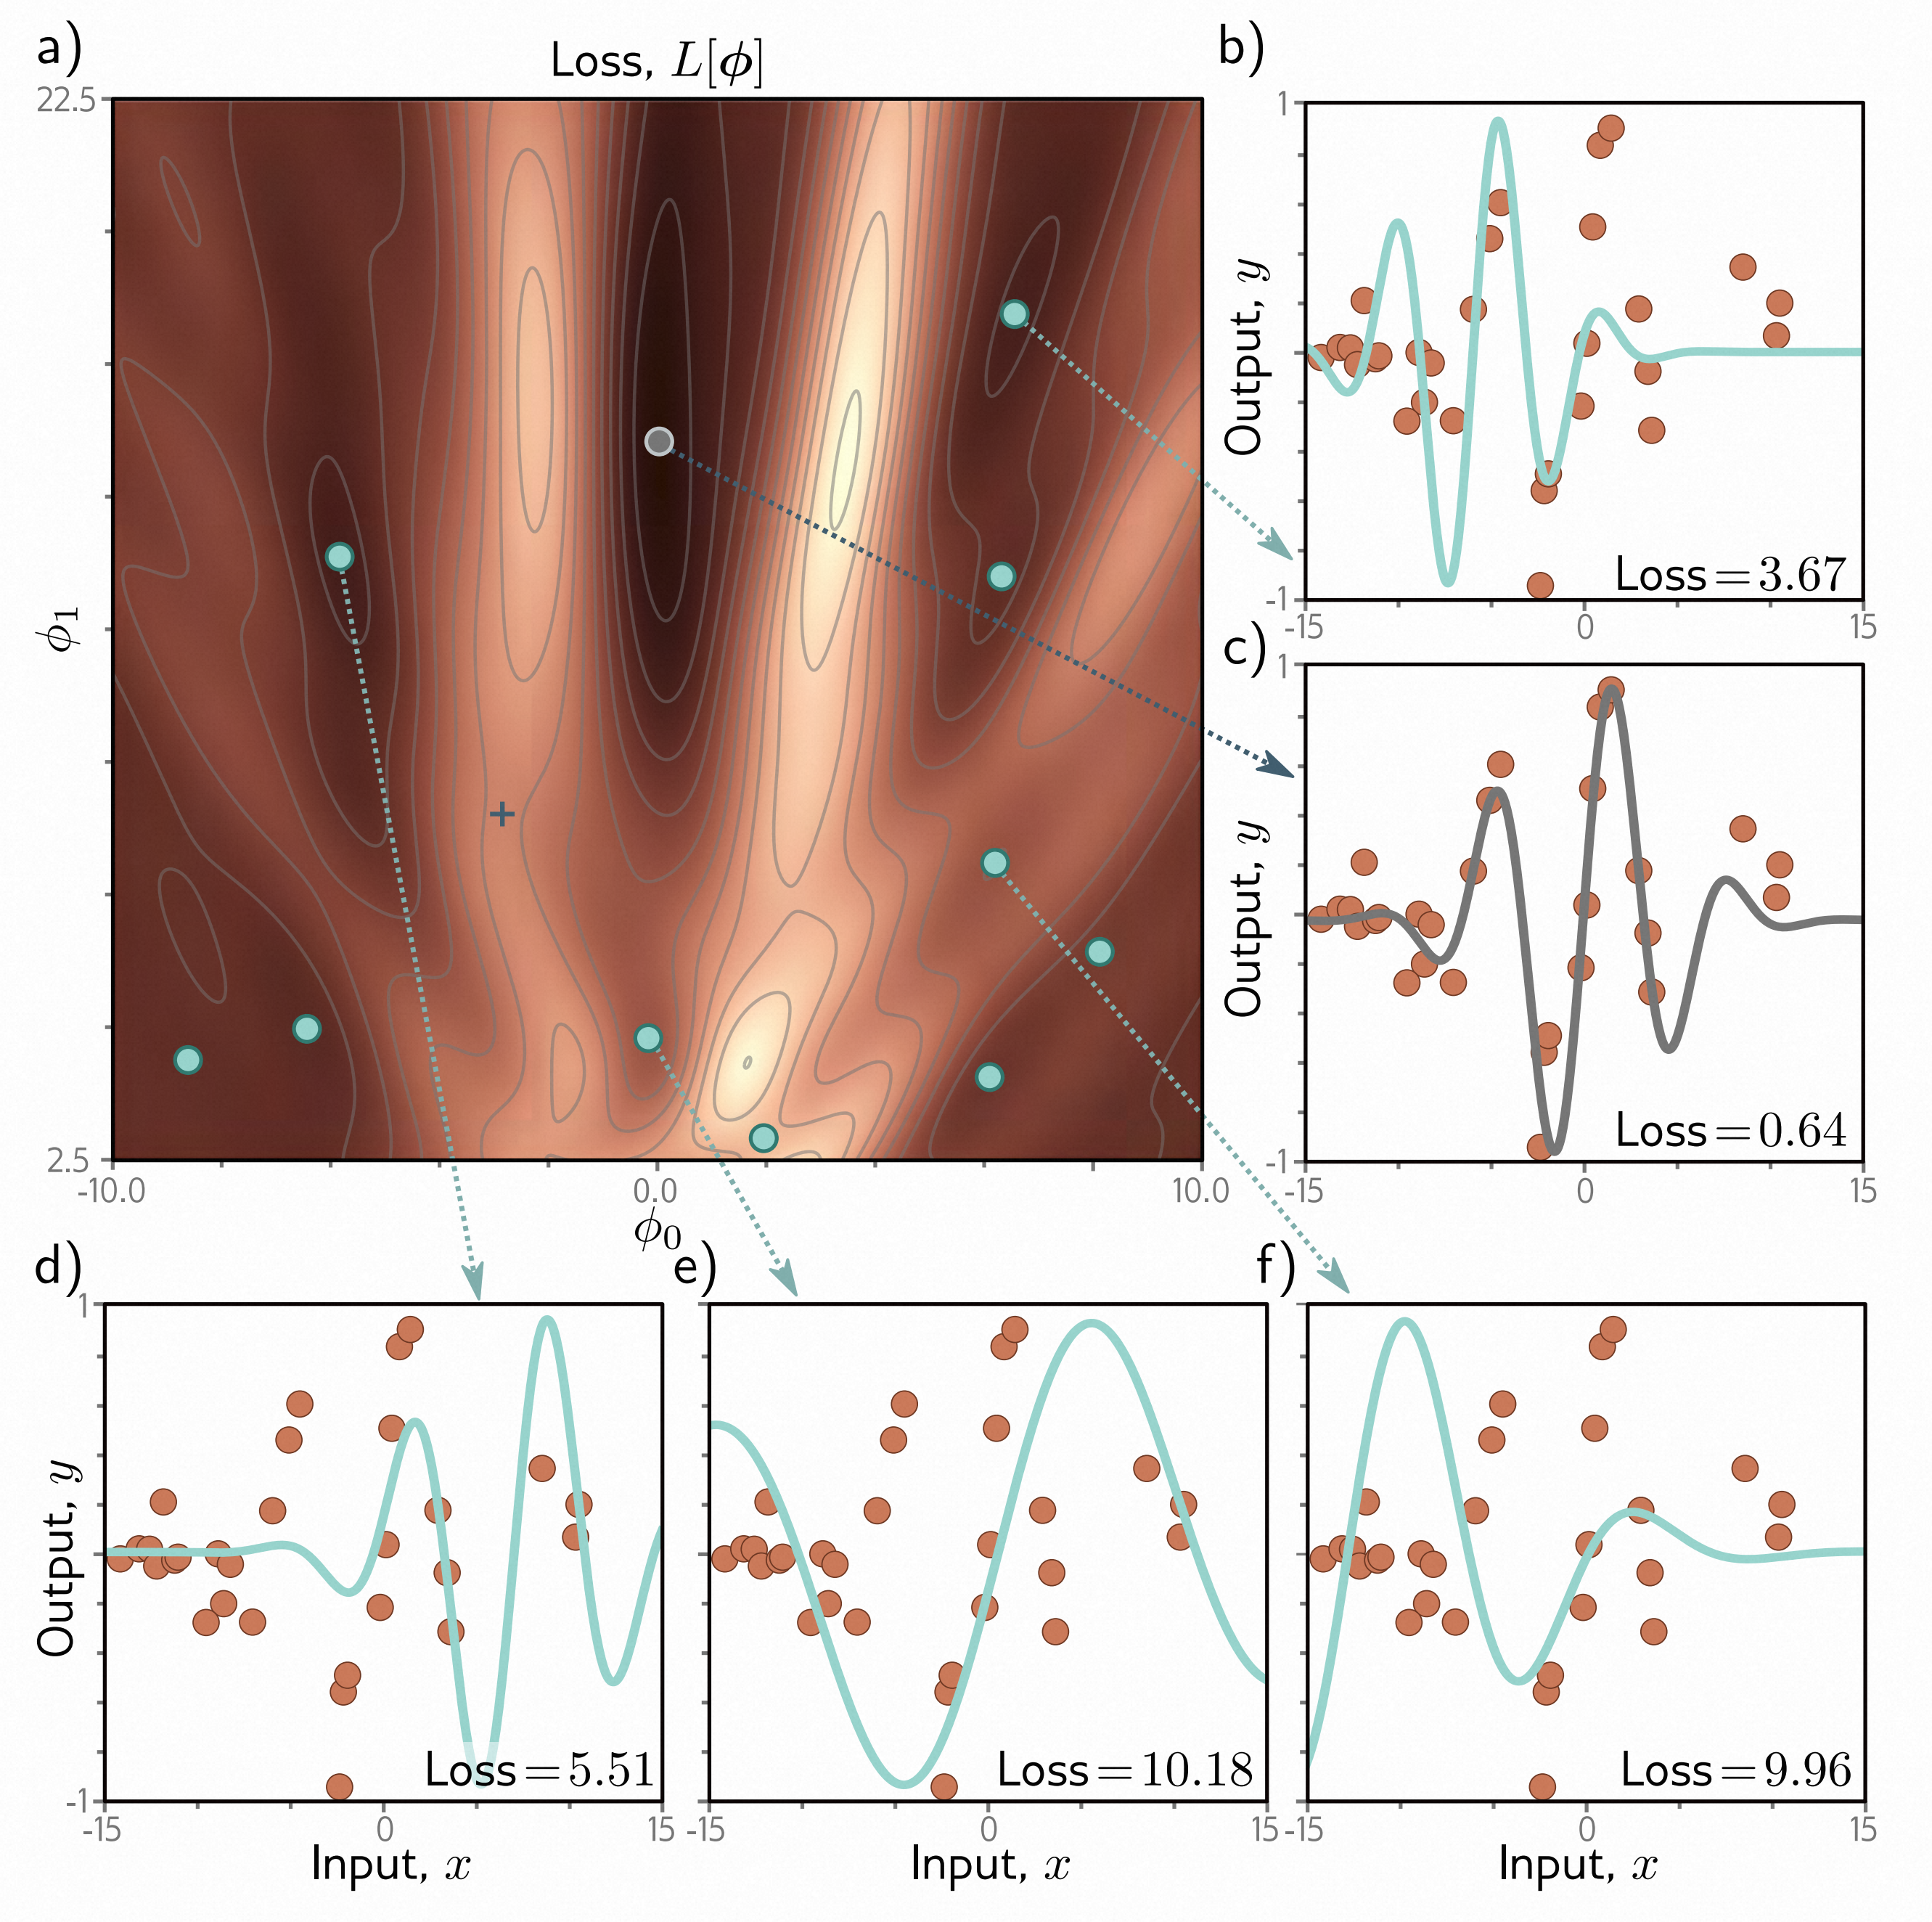 a)
Loss, L[ϕ]
22.5
ϕ1
2.5
-10.0
0.0
10.0
ϕ0
b)
1
Output, y
-1
Loss=3.67
-15
0
15
c)
1
Output, y
-1
Loss=0.64
-15
0
15
d)
1
Output, y
-1
Loss=5.51
-15
0
15
Input, x
e)
Loss=10.18
-15
0
15
Input, x
f)
Loss=9.96
-15
0
15
Input, x